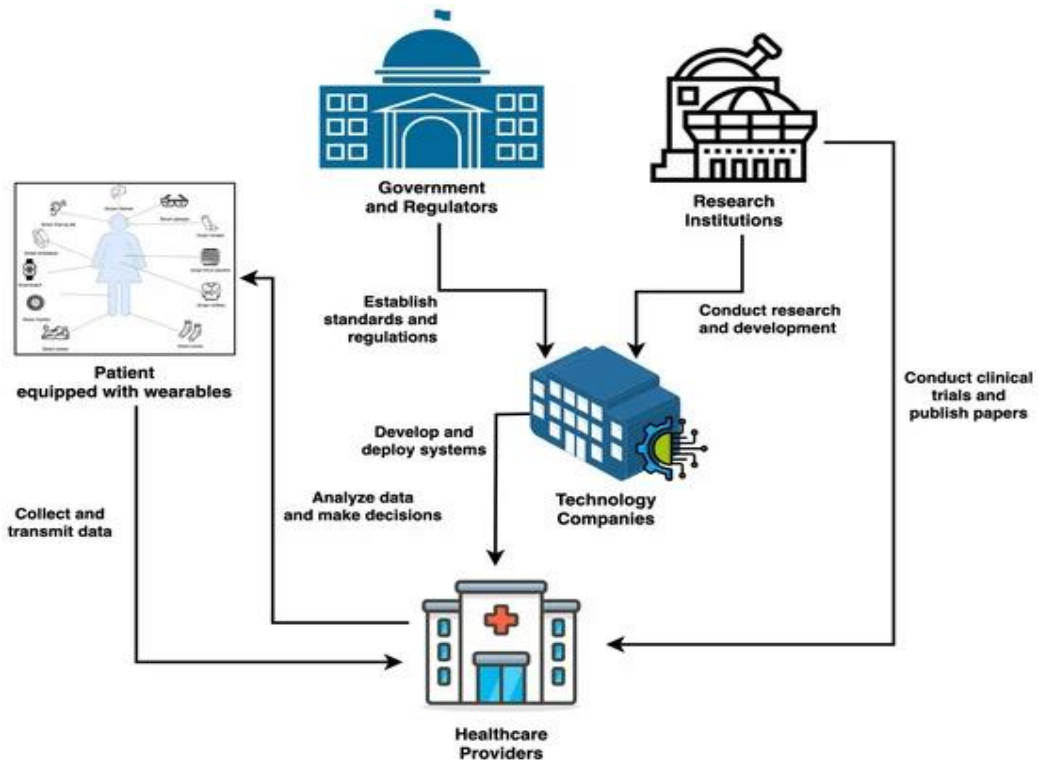 Government
and Regulators
Research
Institutions
Smart glasses
Patient
equipped with wearables
Establish
standards and
regulations
Conduct research
and development
Conduct clinical
trials and
publish papers
Develop and
deploy systems
Technology
Companies
Analyze data
and make decisions
Collect and
transmit data
Healthcare
Providers